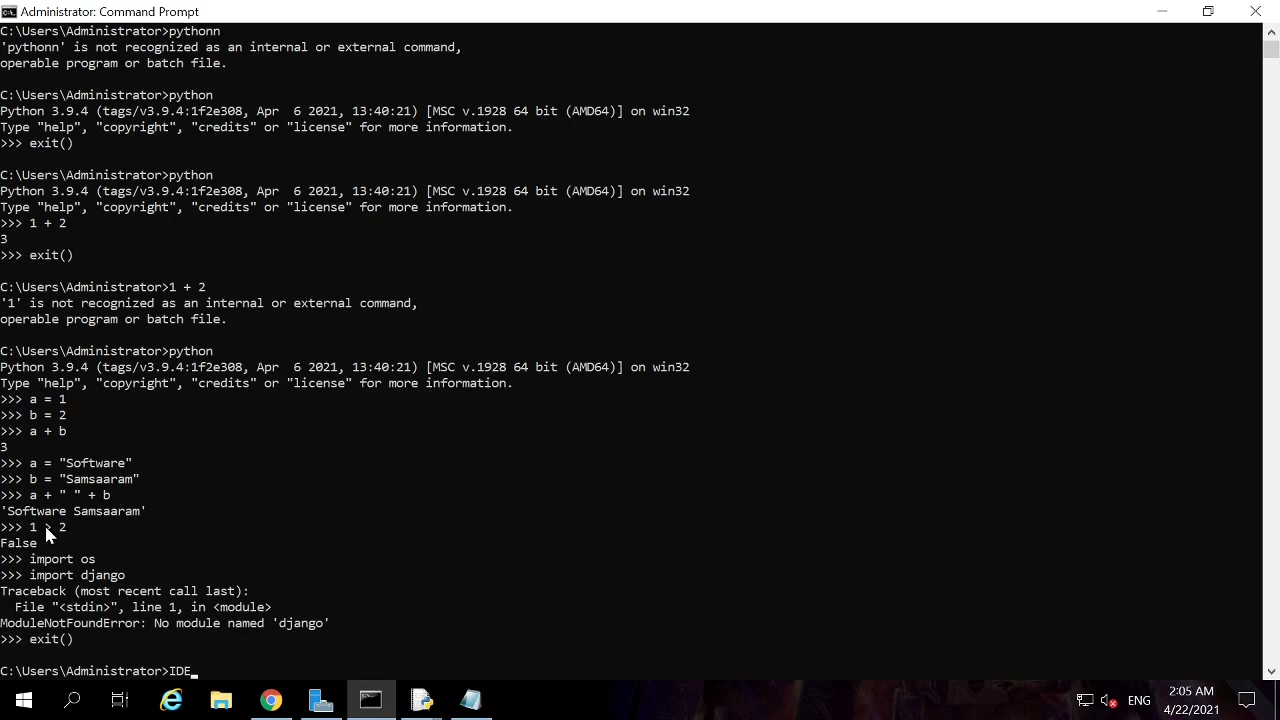 Administrator: Command Prompt
C:\Users\Administrator>pythonn
'pythonn' is not recognized as an internal or external command,
operable program or batch file.
C:\Users\Administrator>python
Python 3.9.4 (tags/v3.9.4:1f2e308, Apr  6 2021, 13:40:21) [MSC v.1928 64 bit (AMD64)] on win32
Type "help", "copyright", "credits" or "license" for more information.
>>> exit()
C:\Users\Administrator>python
Python 3.9.4 (tags/v3.9.4:1f2e308, Apr  6 2021, 13:40:21) [MSC v.1928 64 bit (AMD64)] on win32
Type "help", "copyright", "credits" or "license" for more information.
>>> 1 + 2
3
>>> exit()
C:\Users\Administrator>1 + 2
'1' is not recognized as an internal or external command,
operable program or batch file.
C:\Users\Administrator>python
Python 3.9.4 (tags/v3.9.4:1f2e308, Apr  6 2021, 13:40:21) [MSC v.1928 64 bit (AMD64)] on win32
Type "help", "copyright", "credits" or "license" for more information.
>>> a = 1
>>> b = 2
>>> a + b
3
>>> a = "Software"
>>> b = "Samsaaram"
>>> a + " " + b
'Software Samsaaram'
>>> 1 > 2
False
>>> import os
>>> import django
Traceback (most recent call last):
  File "<stdin>", line 1, in <module>
ModuleNotFoundError: No module named 'django'
>>> exit()
C:\Users\Administrator>IDE
ENG
2:05 AM
4/22/2021